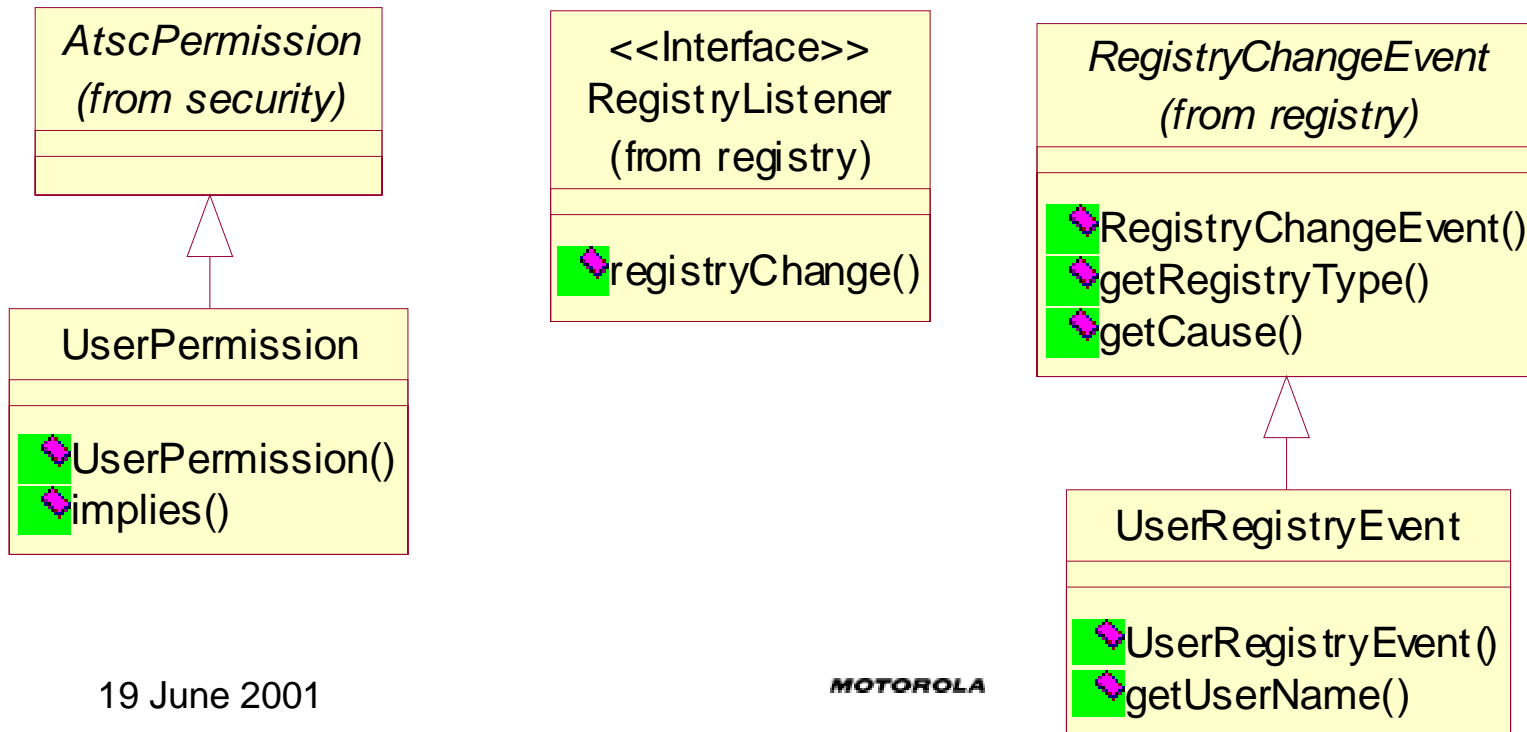 AtscPermission
(from security)
UserPermission
UserPermission()
implies()
<<Interface>>
RegistryListener
(from registry)
registryChange()
RegistryChangeEvent
(from registry)
RegistryChangeEvent()
getRegistryType()
getCause()
UserRegistryEvent
UserRegistryEvent()
getUserName()
19 June 2001
MOTOROLA